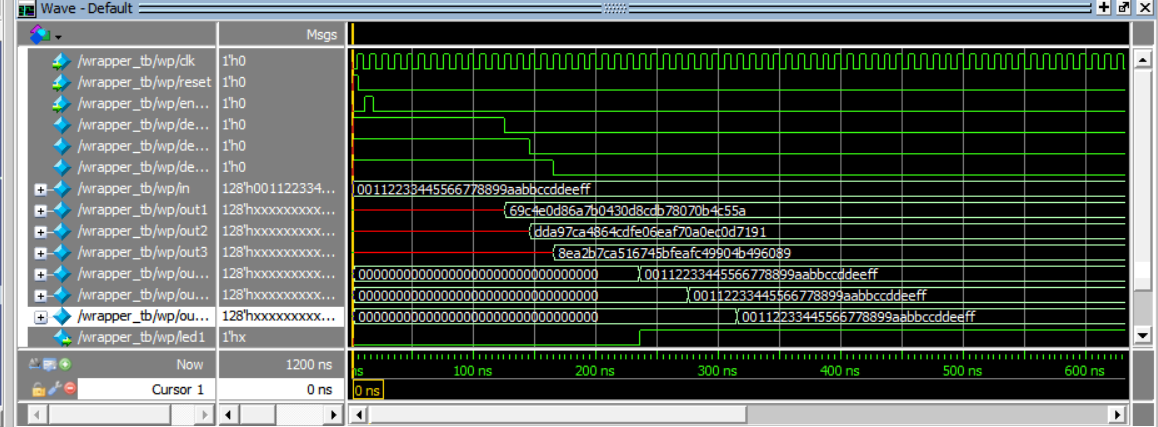 Wave - Default
Msgs
/wrapper_tb/wp/clk 1'h0
/wrapper_tb/wp/reset 1'h0
/wrapper_tb/wp/en... 1'h0
/wrapper_tb/wp/de... 1'h0
/wrapper_tb/wp/de... 1'h0
/wrapper_tb/wp/de... 1'h0
/wrapper_tb/wp/in 128'h001122334... 00112233445566778899aabbccddeeff
/wrapper_tb/wp/out1 128'hxxxxxxxxx... 69c4e0d86a7b0430d8cdb78070b4c55a
/wrapper_tb/wp/out2 128'hxxxxxxxxx... dda97ca4864cdfe06eaf70a0ec0d7191
/wrapper_tb/wp/out3 128'hxxxxxxxxx... 8ea2b7ca516745bfeafc49904b496089
/wrapper_tb/wp/ou... 128'hxxxxxxxxx... 00000000000000000000000000000000 00112233445566778899aabbccddeeff
/wrapper_tb/wp/ou... 128'hxxxxxxxxx... 00000000000000000000000000000000 00112233445566778899aabbccddeeff
/wrapper_tb/wp/ou... 128'hxxxxxxxxx... 00000000000000000000000000000000 00112233445566778899aabbccddeeff
/wrapper_tb/wp/led1 1'hx
Now 1200 ns ns 100 ns 200 ns 300 ns 400 ns 500 ns 600 ns
Cursor 1 0 ns 0 ns